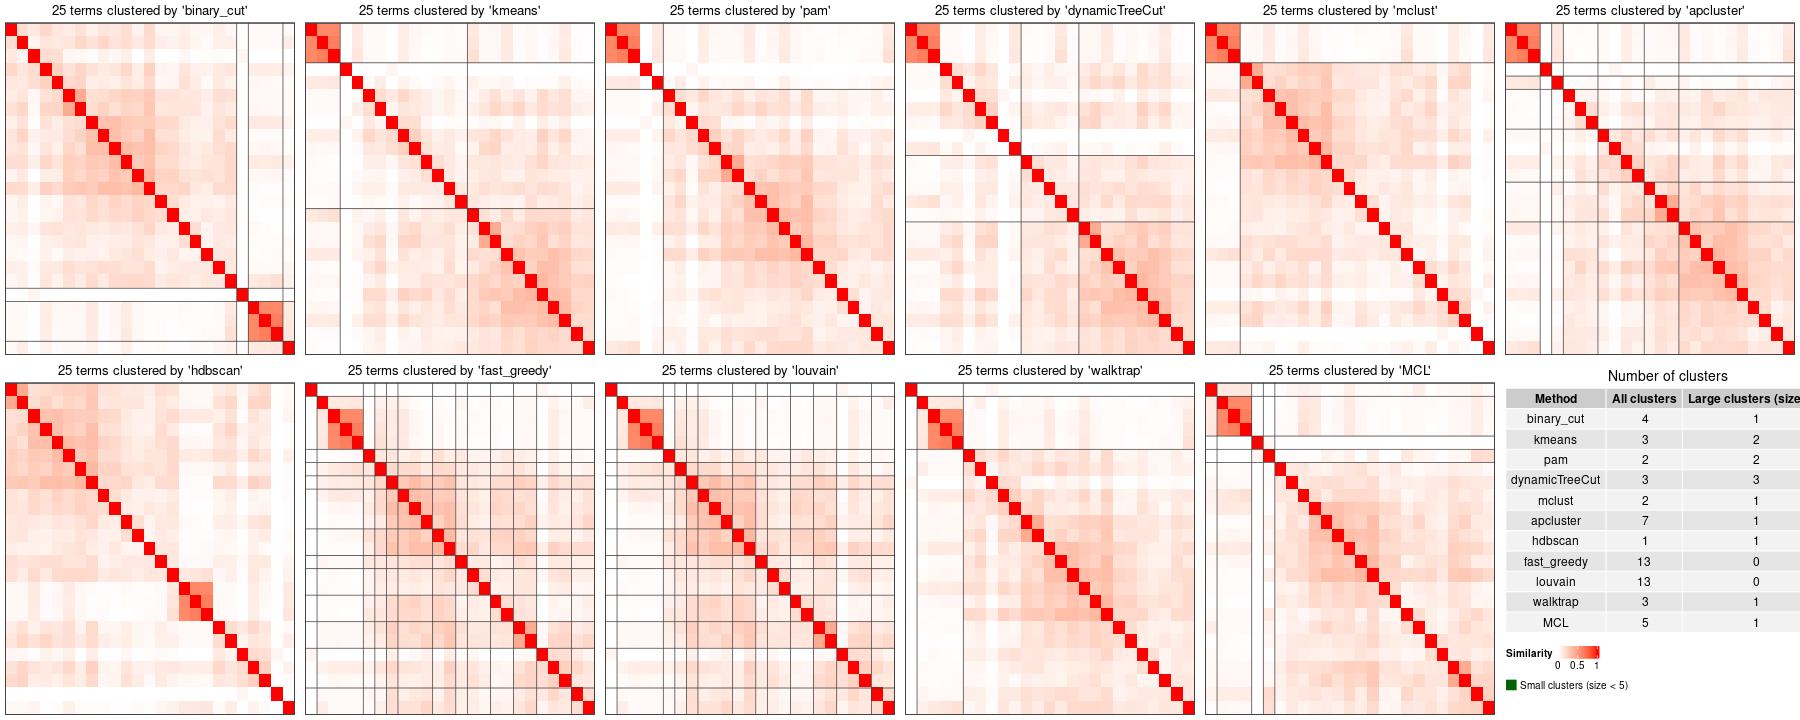 25 terms clustered by 'binary_cut'
25 terms clustered by 'kmeans'
25 terms clustered by 'pam'
25 terms clustered by 'dynamicTreeCut'
25 terms clustered by 'mclust'
25 terms clustered by 'apcluster'
25 terms clustered by 'hdbscan'
25 terms clustered by 'fast_greedy'
25 terms clustered by 'louvain'
25 terms clustered by 'walktrap'
25 terms clustered by 'MCL'
Number of clusters
Method All clusters Large clusters (size
binary_cut 4 1
kmeans 3 2
pam 2 2
dynamicTreeCut 3 3
mclust 2 1
apcluster 7 1
hdbscan 1 1
fast_greedy 13 0
louvain 13 0
walktrap 3 1
MCL 5 1
Similarity
0 0.5 1
Small clusters (size < 5)